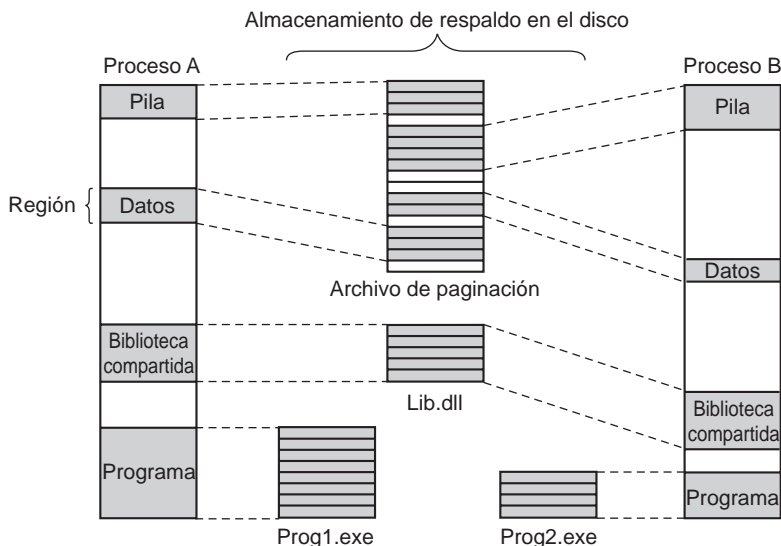 Almacenamiento de respaldo en el disco
Proceso A
Proceso B
Pila
Pila
Región
Datos
Datos
Archivo de paginación
Biblioteca
compartida
Lib.dll
Biblioteca
compartida
Programa
Programa
Prog1.exe
Prog2.exe